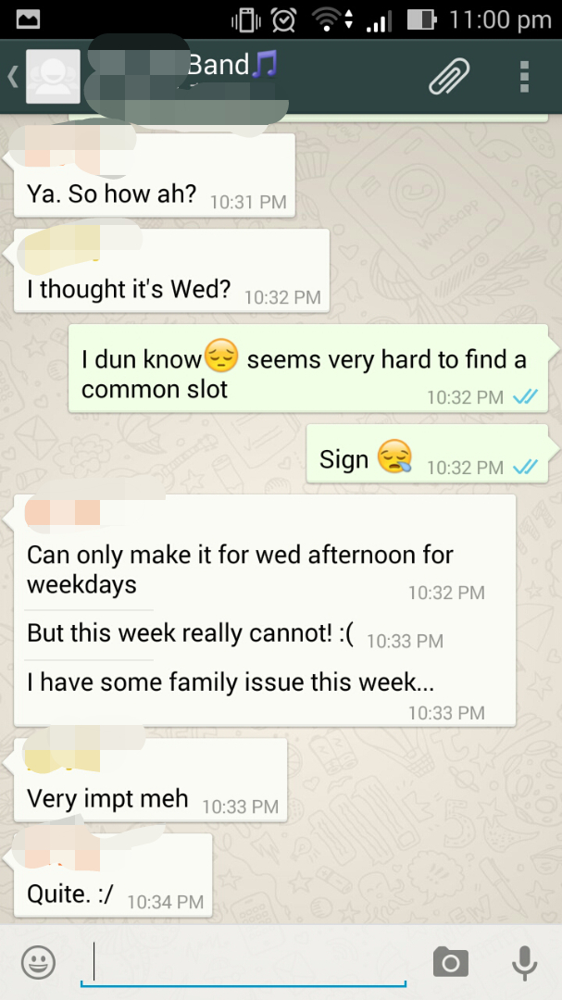 11:00 pm
Band🎵
Ya. So how ah? 10:31 PM
I thought it's Wed? 10:32 PM
I dun know😔 seems very hard to find a
common slot 10:32 PM
Sign 😪 10:32 PM
Can only make it for wed afternoon for
weekdays 10:32 PM
But this week really cannot! :( 10:33 PM
I have some family issue this week...
10:33 PM
Very impt meh 10:33 PM
Quite. :/ 10:34 PM